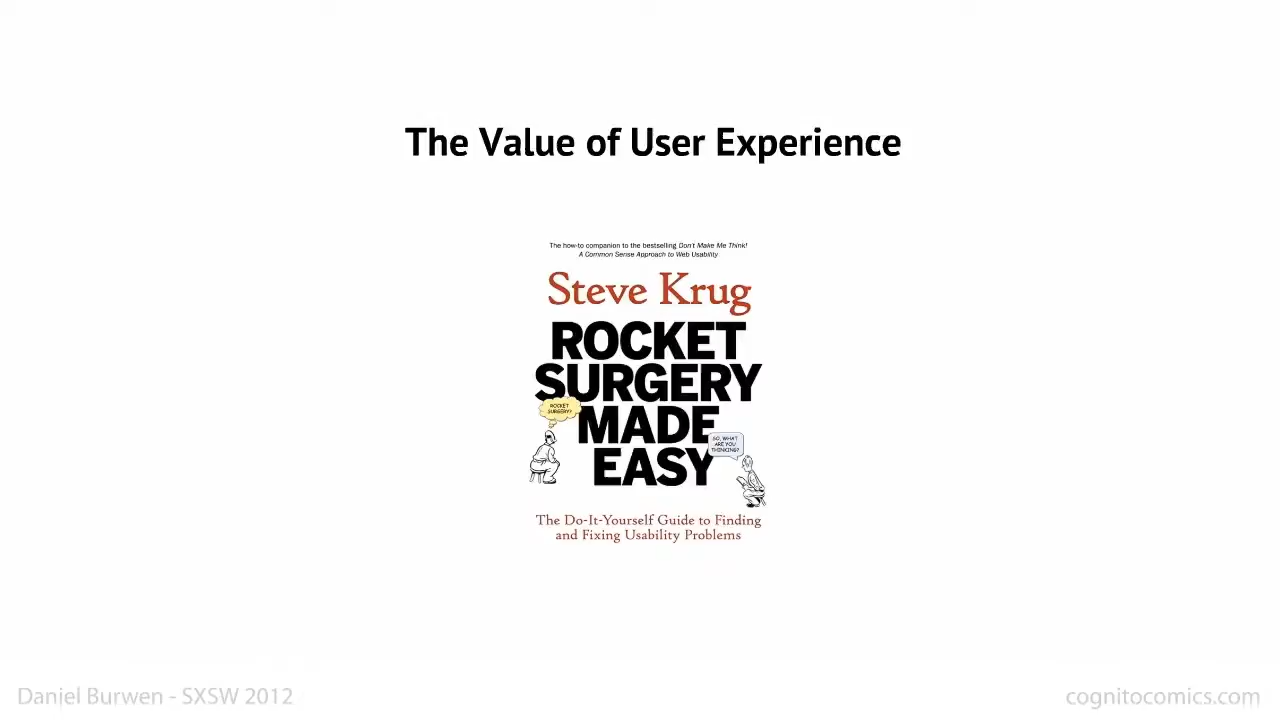 The Value of User Experience
The how-to companion to the bestselling Don't Make Me Think!
A Common Sense Approach to Web Usability
Steve Krug
ROCKET
SURGERY
MADE
EASY
ROCKET
SURGERY?
SO, WHAT
ARE YOU
THINKING?
The Do-It-Yourself Guide to Finding
and Fixing Usability Problems
Daniel Burwen - SXSW 2012
cognitocomics.com